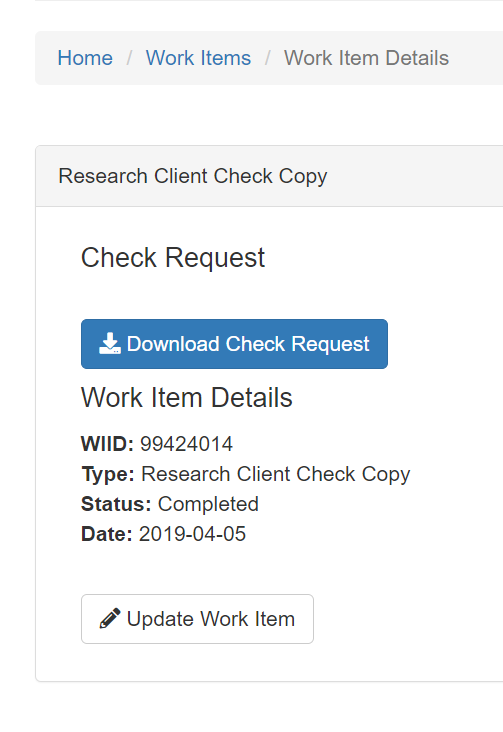 Home / Work Items / Work Item Details
Research Client Check Copy
Check Request
Download Check Request
Work Item Details
WIID: 99424014
Type: Research Client Check Copy
Status: Completed
Date: 2019-04-05
Update Work Item